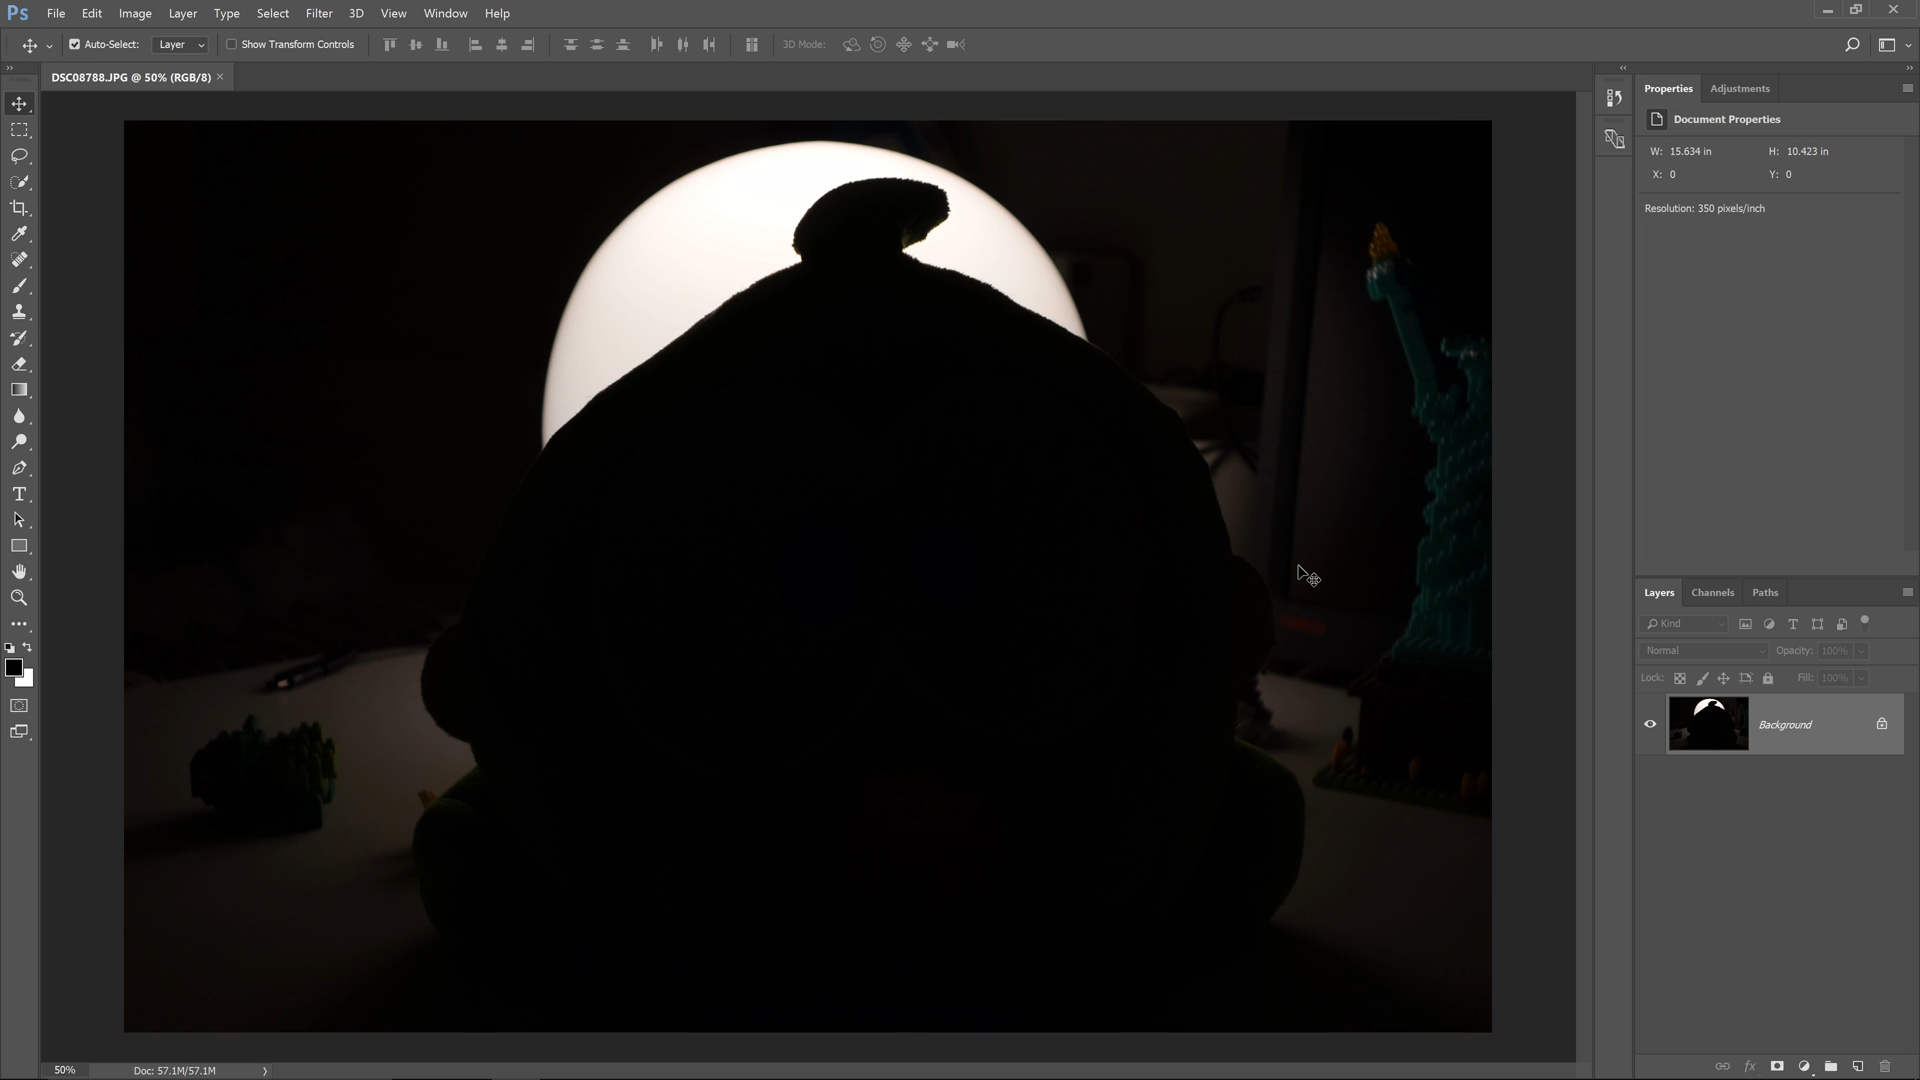 Ps File Edit Image Layer Type Select Filter 3D View Window Help
Auto-Select: Layer Show Transform Controls 3D Mode:
DSC08788.JPG @ 50% (RGB/8) ×
Properties Adjustments
Document Properties
W: 15.634 in H: 10.423 in
X: 0 Y: 0
Resolution: 350 pixels/inch
Layers Channels Paths
Kind
Normal Opacity: 100%
Lock: Fill: 100%
Background
50% Doc: 57.1M/57.1M
fx